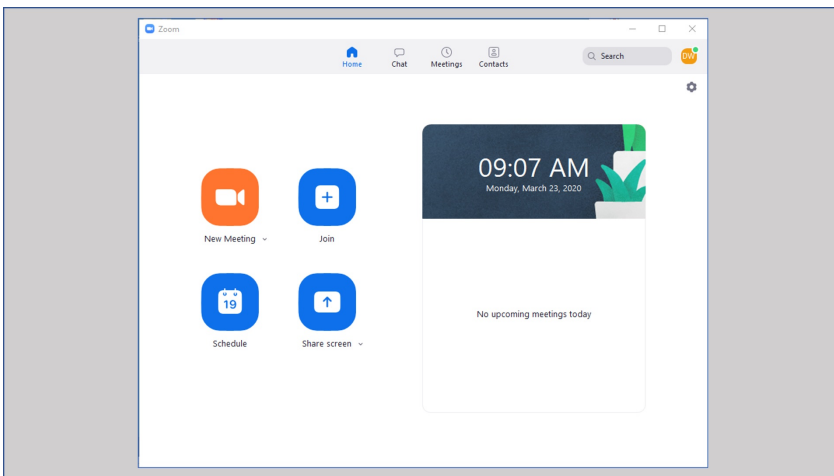 Zoom
Home
Chat
Meetings
Contacts
Search
DW
09:07 AM
Monday, March 23, 2020
New Meeting
Join
19
Schedule
Share screen
No upcoming meetings today